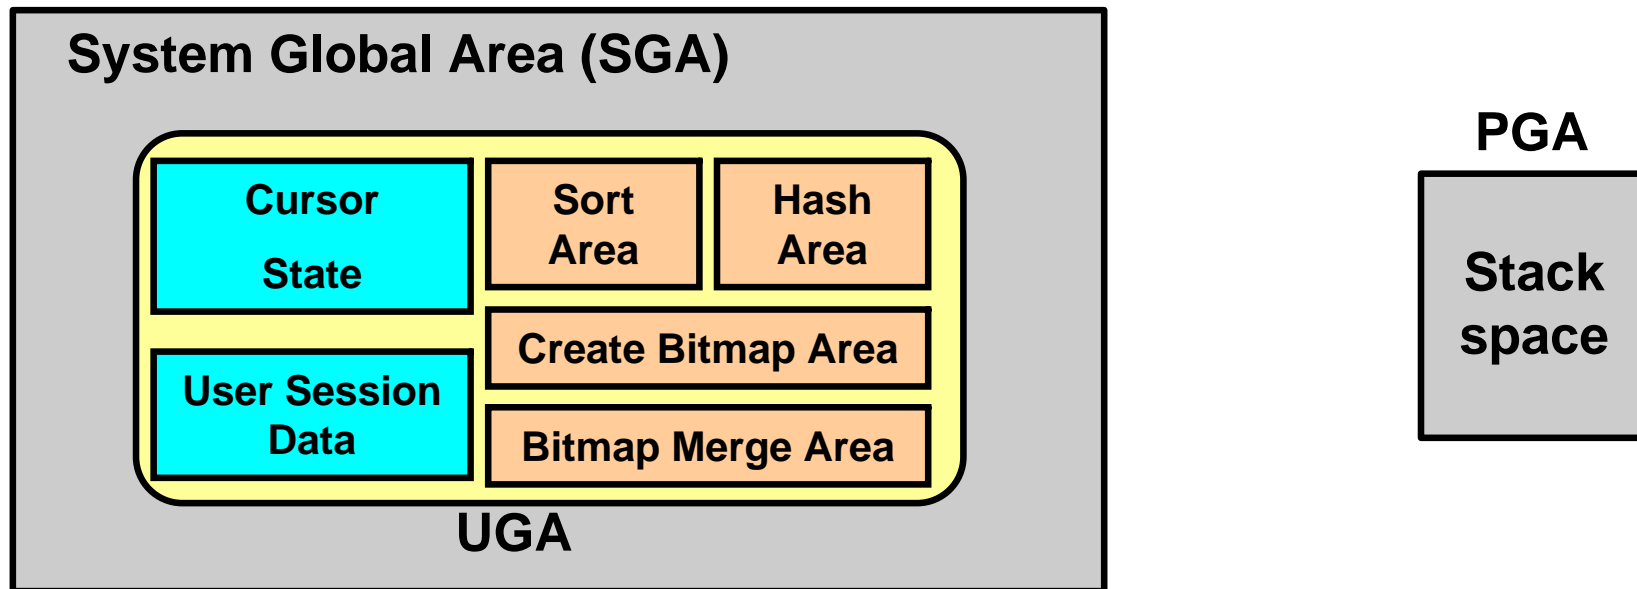 System Global Area (SGA)
Cursor
State
Sort
Area
Hash
Area
Create Bitmap Area
User Session
Data
Bitmap Merge Area
UGA
PGA
Stack
space